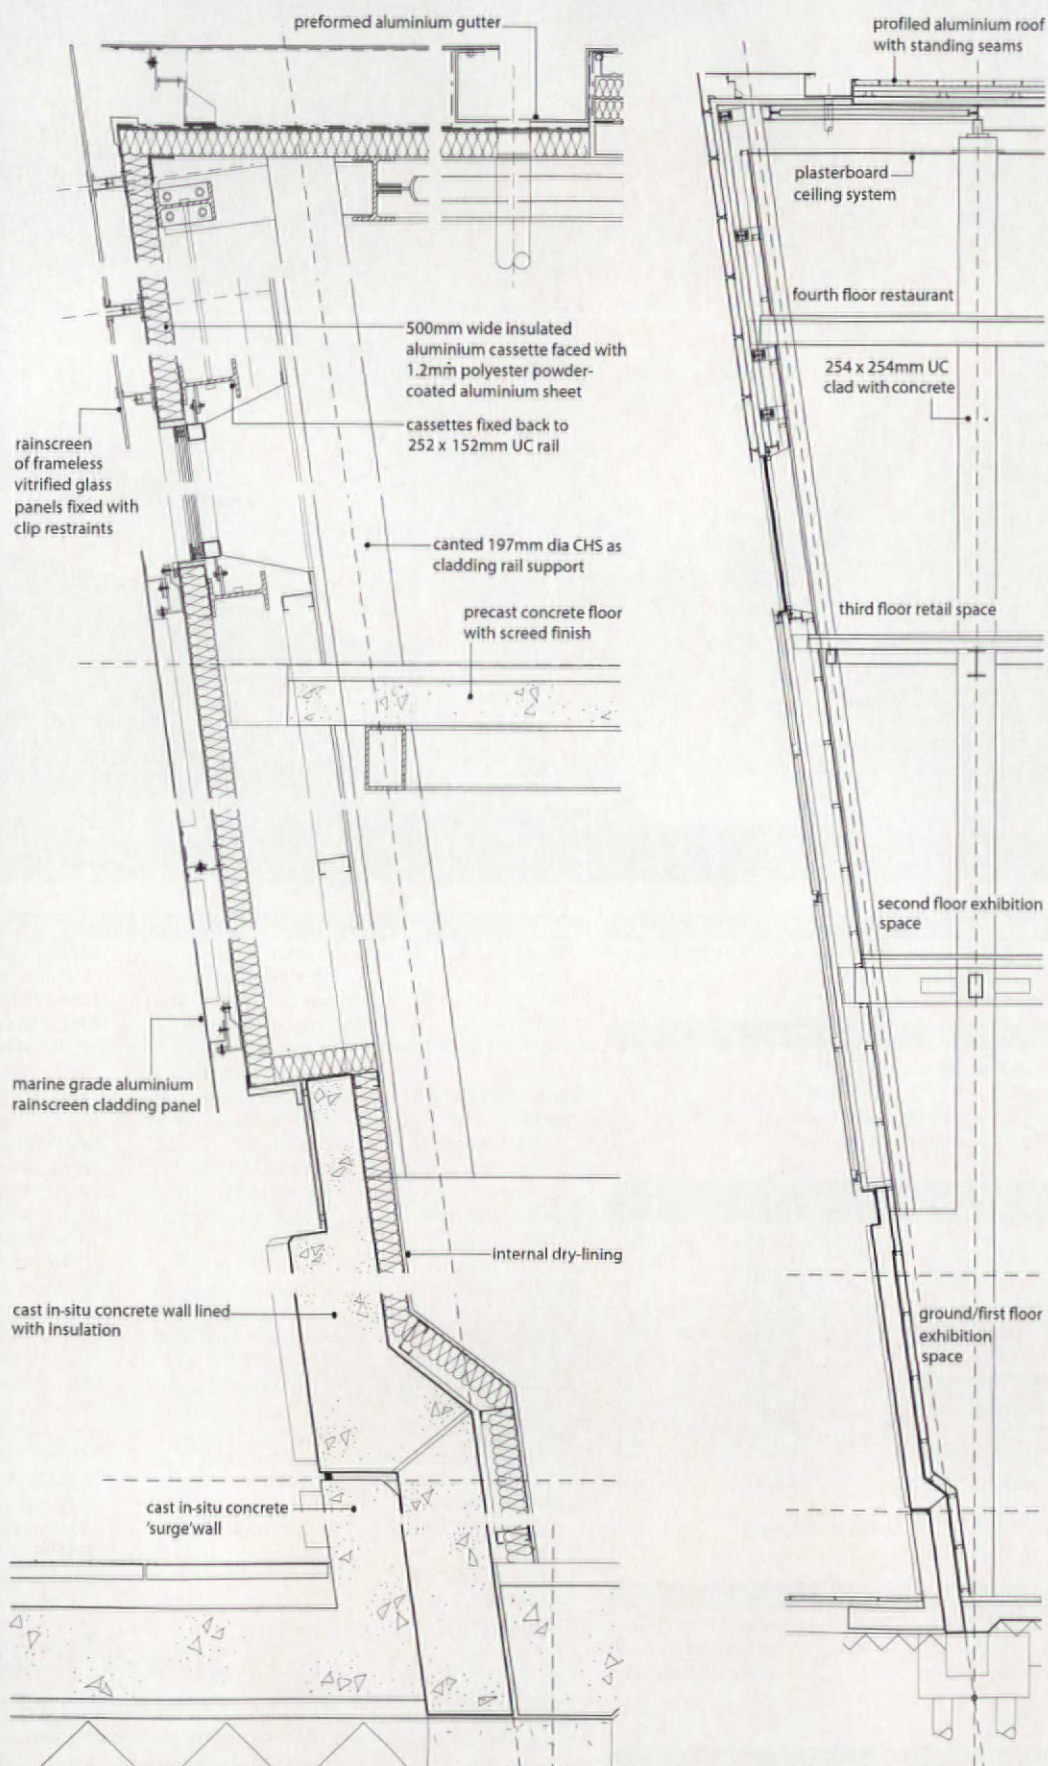 preformed aluminium gutter
profiled aluminium roof
with standing seams
plasterboard
ceiling system
fourth floor restaurant
500mm wide insulated
aluminium cassette faced with
1.2mm polyester powder-
coated aluminium sheet
254 x 254mm UC
clad with concrete
cassettes fixed back to
252 x 152mm UC rail
rainscreen
of frameless
vitrified glass
panels fixed with
clip restraints
canted 197mm dia CHS as
cladding rail support
precast concrete floor
with screed finish
third floor retail space
second floor exhibition
space
marine grade aluminium
rainscreen cladding panel
internal dry-lining
cast in-situ concrete wall lined
with insulation
ground/first floor
exhibition
space
cast in-situ concrete
'surge'wall